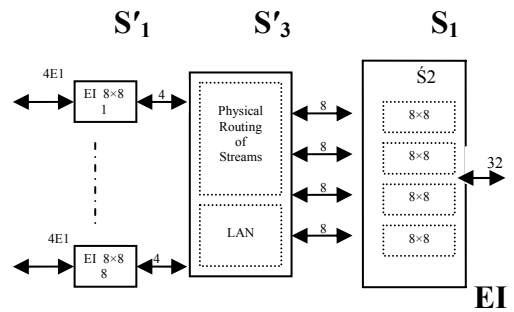 S′1 S′3 S1
4E1
EI 8×8
1
4
Physical
Routing
of
Streams
LAN
8
8
8
8
Ś2
8×8
8×8
8×8
8×8
32
4E1
EI 8×8
8
4
EI